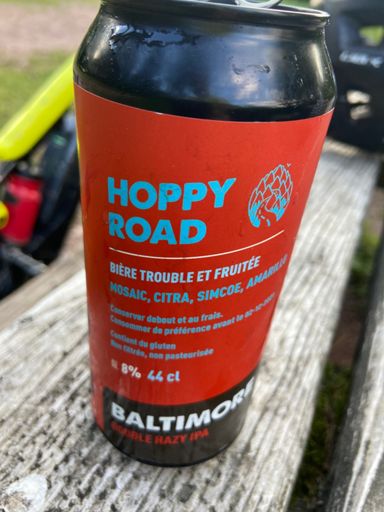 HOPPY
ROAD
BIÈRE TROUBLE ET FRUITÉE
MOSAIC, CITRA, SIMCOE, AMARILLO
Conserver debout et au frais.
Consommer de préférence avant le
Contient du gluten
Non filtrée, non pasteurisée
8% 44 cl
BALTIMORE
DOUBLE HAZY IPA